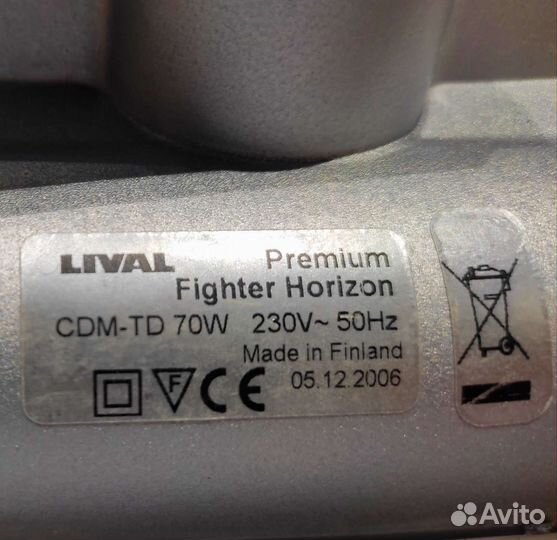 LIVAL Premium
Fighter Horizon
CDM-TD 70W 230V~ 50Hz
Made in Finland
F CE 05.12.2006
Avito